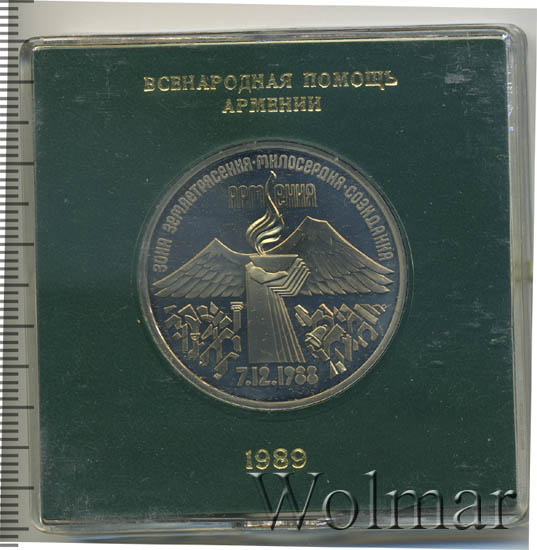 ВСЕНАРОДНАЯ ПОМОЩЬ
АРМЕНИИ
ЗОНА ЗЕМЛЕТРЯСЕНИЯ·МИЛОСЕРДИЯ·СОЗИДАНИЯ
АРМЕНИЯ
7.12.1988
1989
Wolmar